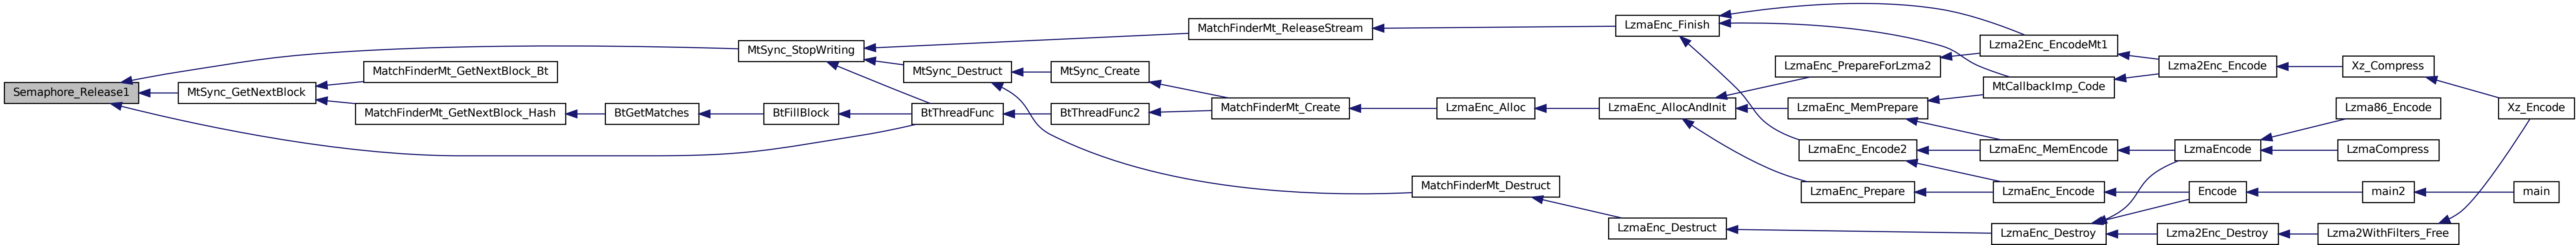 Semaphore_Release1
MtSync_StopWriting
MtSync_GetNextBlock
MatchFinderMt_GetNextBlock_Bt
MatchFinderMt_GetNextBlock_Hash
BtGetMatches
BtFillBlock
BtThreadFunc
MtSync_Destruct
MtSync_Create
BtThreadFunc2
MatchFinderMt_ReleaseStream
MatchFinderMt_Create
MatchFinderMt_Destruct
LzmaEnc_Alloc
LzmaEnc_Finish
LzmaEnc_AllocAndInit
LzmaEnc_Destruct
LzmaEnc_PrepareForLzma2
LzmaEnc_MemPrepare
LzmaEnc_Encode2
LzmaEnc_Prepare
Lzma2Enc_EncodeMt1
MtCallbackImp_Code
LzmaEnc_MemEncode
LzmaEnc_Encode
LzmaEnc_Destroy
Lzma2Enc_Encode
LzmaEncode
Encode
Lzma2Enc_Destroy
Xz_Compress
Lzma86_Encode
LzmaCompress
main2
Lzma2WithFilters_Free
Xz_Encode
main